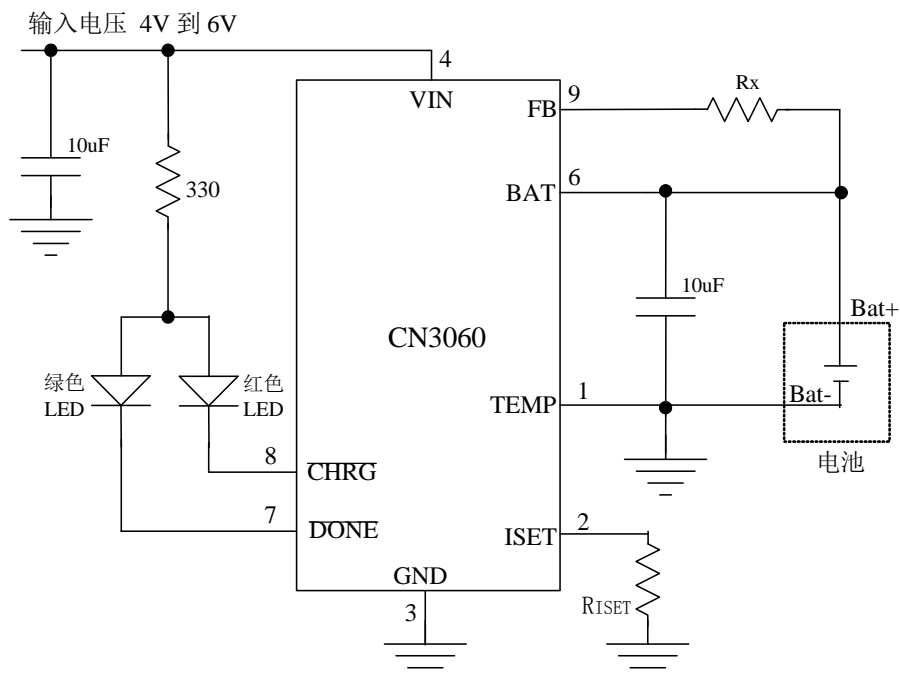 输入电压 4V 到 6V
4
VIN
9
FB
Rx
10uF
330
6
BAT
10uF
CN3060
Bat+
绿色
LED
红色
LED
1
TEMP
Bat-
电池
8
CHRG
7
DONE
2
ISET
GND
3
RISET